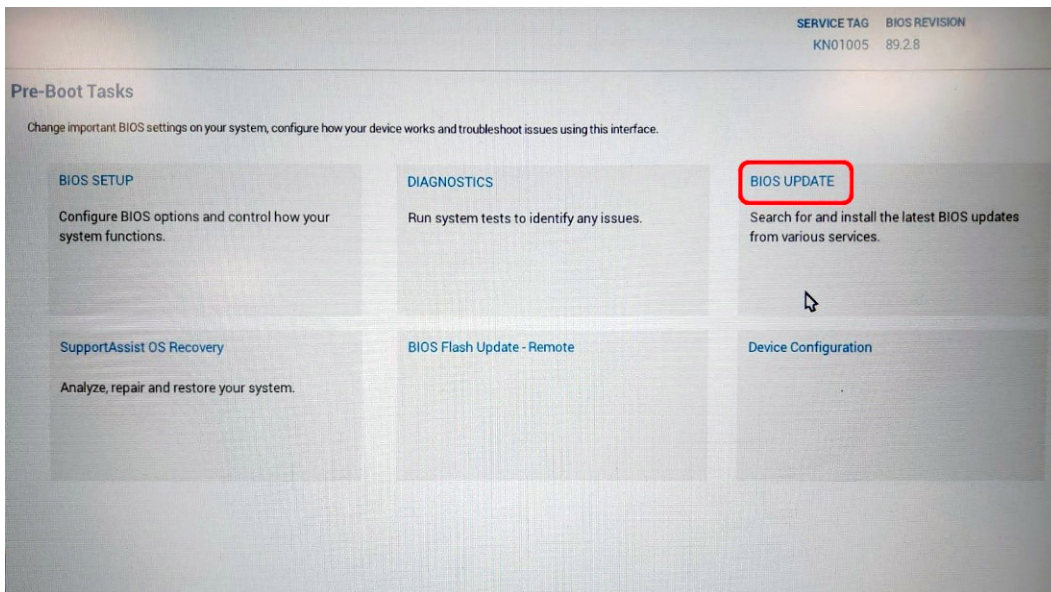 SERVICE TAG BIOS REVISION
KN01005 89.2.8
Pre-Boot Tasks
Change important BIOS settings on your system, configure how your device works and troubleshoot issues using this interface.
BIOS SETUP
Configure BIOS options and control how your
system functions.
DIAGNOSTICS
Run system tests to identify any issues.
BIOS UPDATE
Search for and install the latest BIOS updates
from various services.
SupportAssist OS Recovery
Analyze, repair and restore your system.
BIOS Flash Update - Remote
Device Configuration